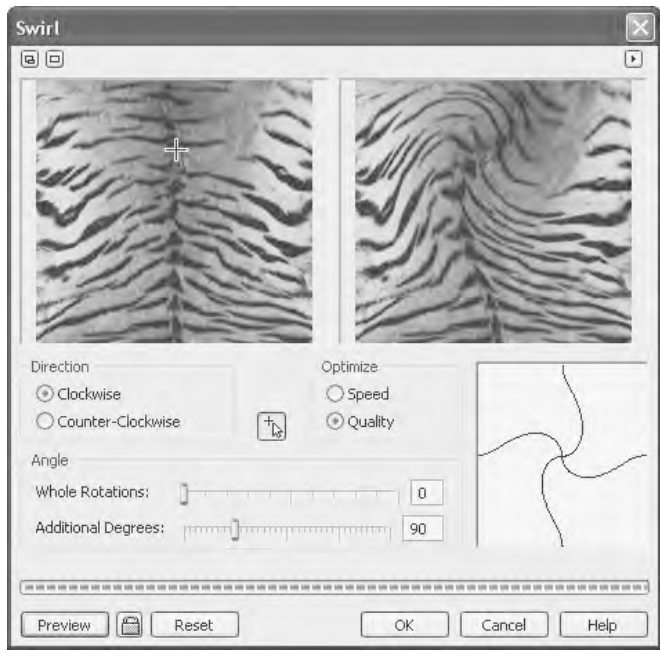 Swirl
Direction
Clockwise
Counter-Clockwise
Optimize
Speed
Quality
Angle
Whole Rotations: 0
Additional Degrees: 90
Preview Reset OK Cancel Help